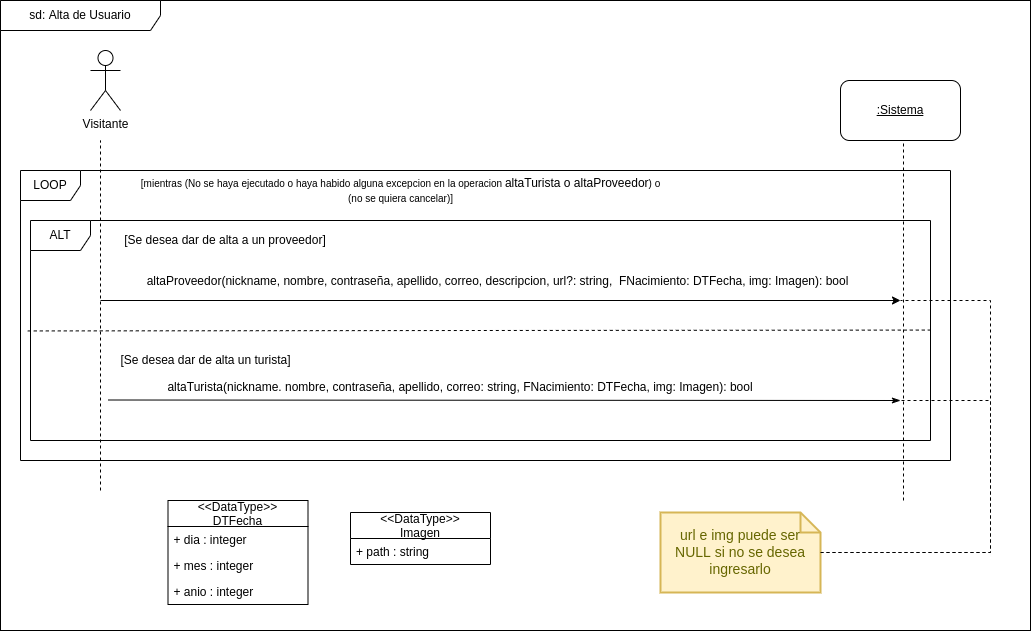 sd: Alta de Usuario
Visitante
:Sistema
LOOP
[mientras (No se haya ejecutado o haya habido alguna excepcion en la operacion altaTurista o altaProveedor) o
(no se quiera cancelar)]
ALT
[Se desea dar de alta a un proveedor]
altaProveedor(nickname, nombre, contraseña, apellido, correo, descripcion, url?: string,  FNacimiento: DTFecha, img: Imagen): bool
[Se desea dar de alta un turista]
altaTurista(nickname. nombre, contraseña, apellido, correo: string, FNacimiento: DTFecha, img: Imagen): bool
<<DataType>>
DTFecha
+ dia : integer
+ mes : integer
+ anio : integer
<<DataType>>
Imagen
+ path : string
url e img puede ser
NULL si no se desea
ingresarlo